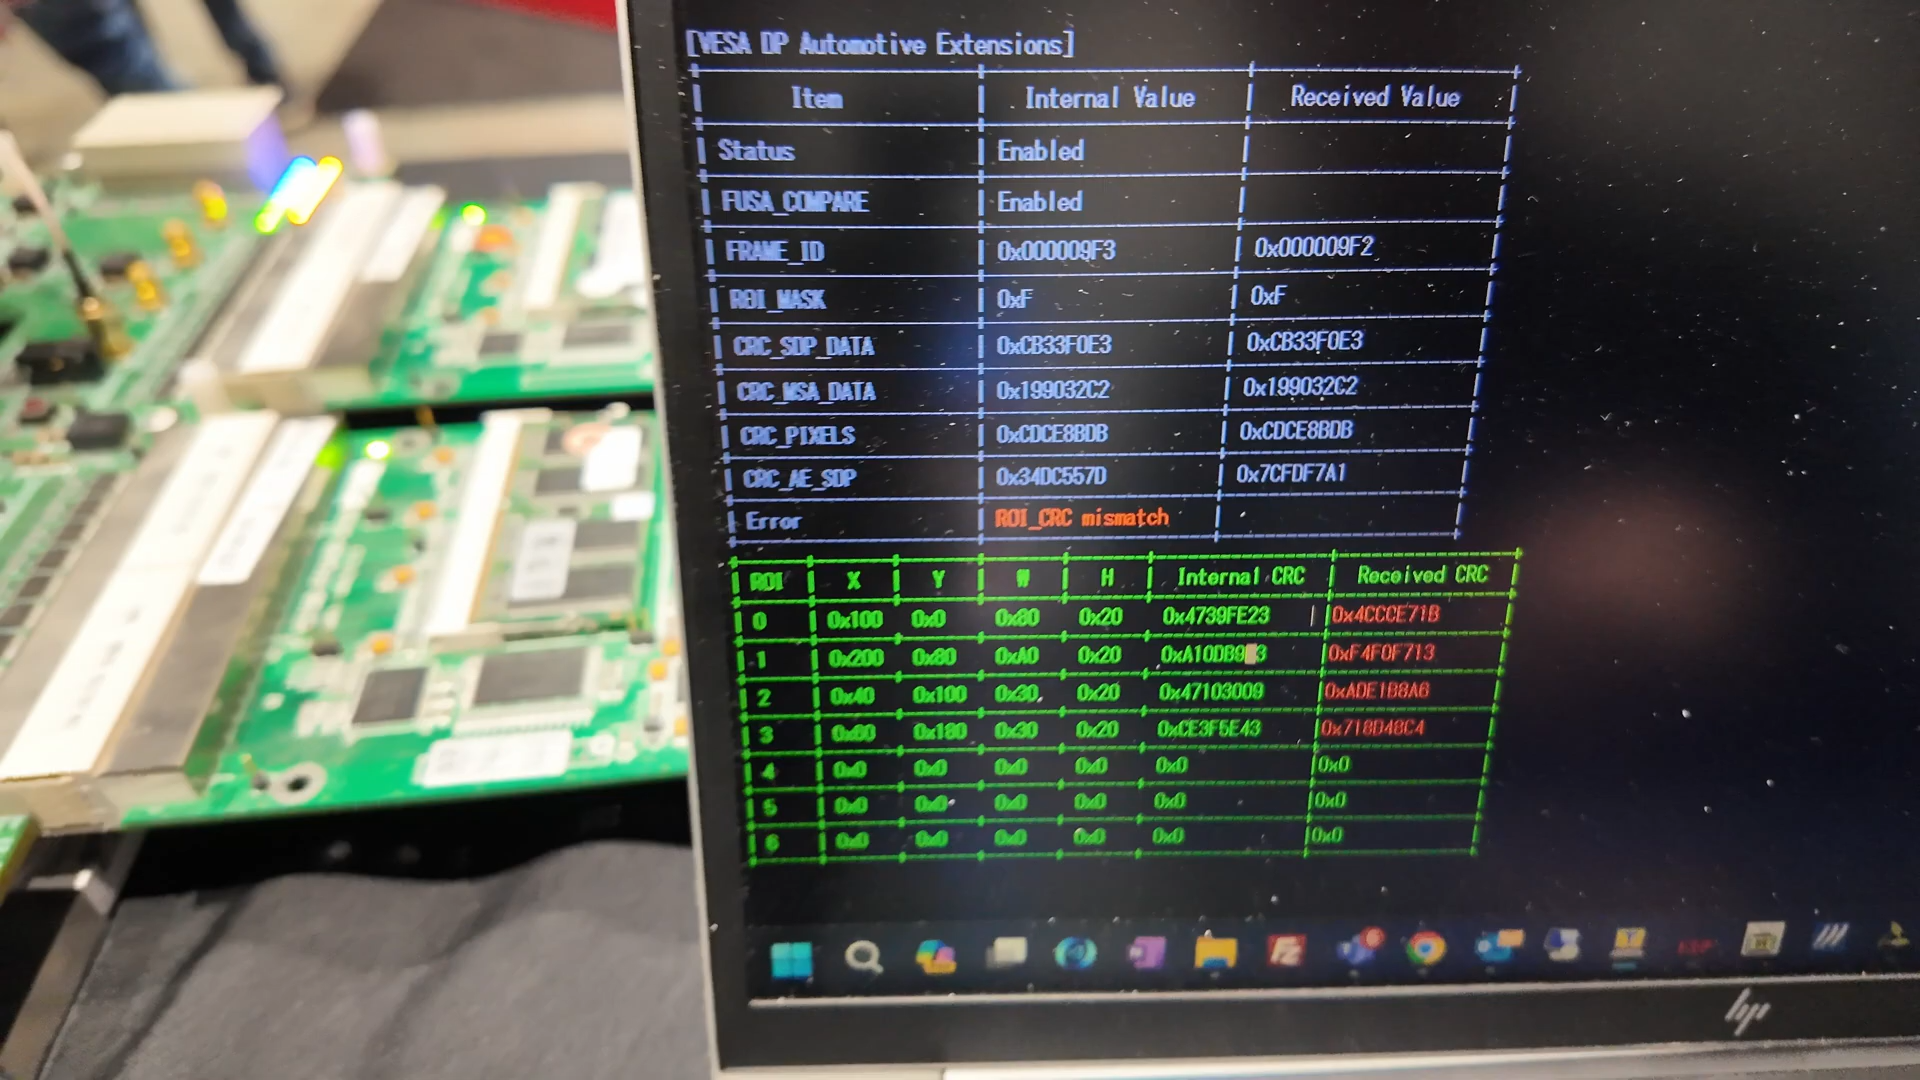 [VESA DP Automotive Extensions]
Item | Internal Value | Received Value
Status | Enabled
FUSA_COMPARE | Enabled
FRAME_ID | 0x000009F3 | 0x000009F2
ROI_MASK | 0xF | 0xF
CRC_SDP_DATA | 0xCB33F0E3 | 0xCB33F0E3
CRC_MSA_DATA | 0x199032C2 | 0x199032C2
CRC_PIXELS | 0xCDCE8BDB | 0xCDCE8BDB
CRC_AE_SDP | 0x34DC557D | 0x7CFDF7A1
Error | ROI_CRC mismatch
ROI | X | Y | W | H | Internal CRC | Received CRC
0 | 0x100 | 0x0 | 0x80 | 0x20 | 0x4739FE23 | 0x4CCCE71B
1 | 0x200 | 0x80 | 0xA0 | 0x20 | 0xF4F0F713
2 | 0x40 | 0x100 | 0x30 | 0x20 | 0x47103009 | 0xADE1B8A6
3 | 0x60 | 0x180 | 0x30 | 0x20 | 0xCE3F5E43 | 0x718D48C4
4 | 0x0 | 0x0 | 0x0 | 0x0 | 0x0 | 0x0
5 | 0x0 | 0x0 | 0x0 | 0x0 | 0x0 | 0x0
6 | 0x0 | 0x0 | 0x0 | 0x0 | 0x0 | 0x0
hp